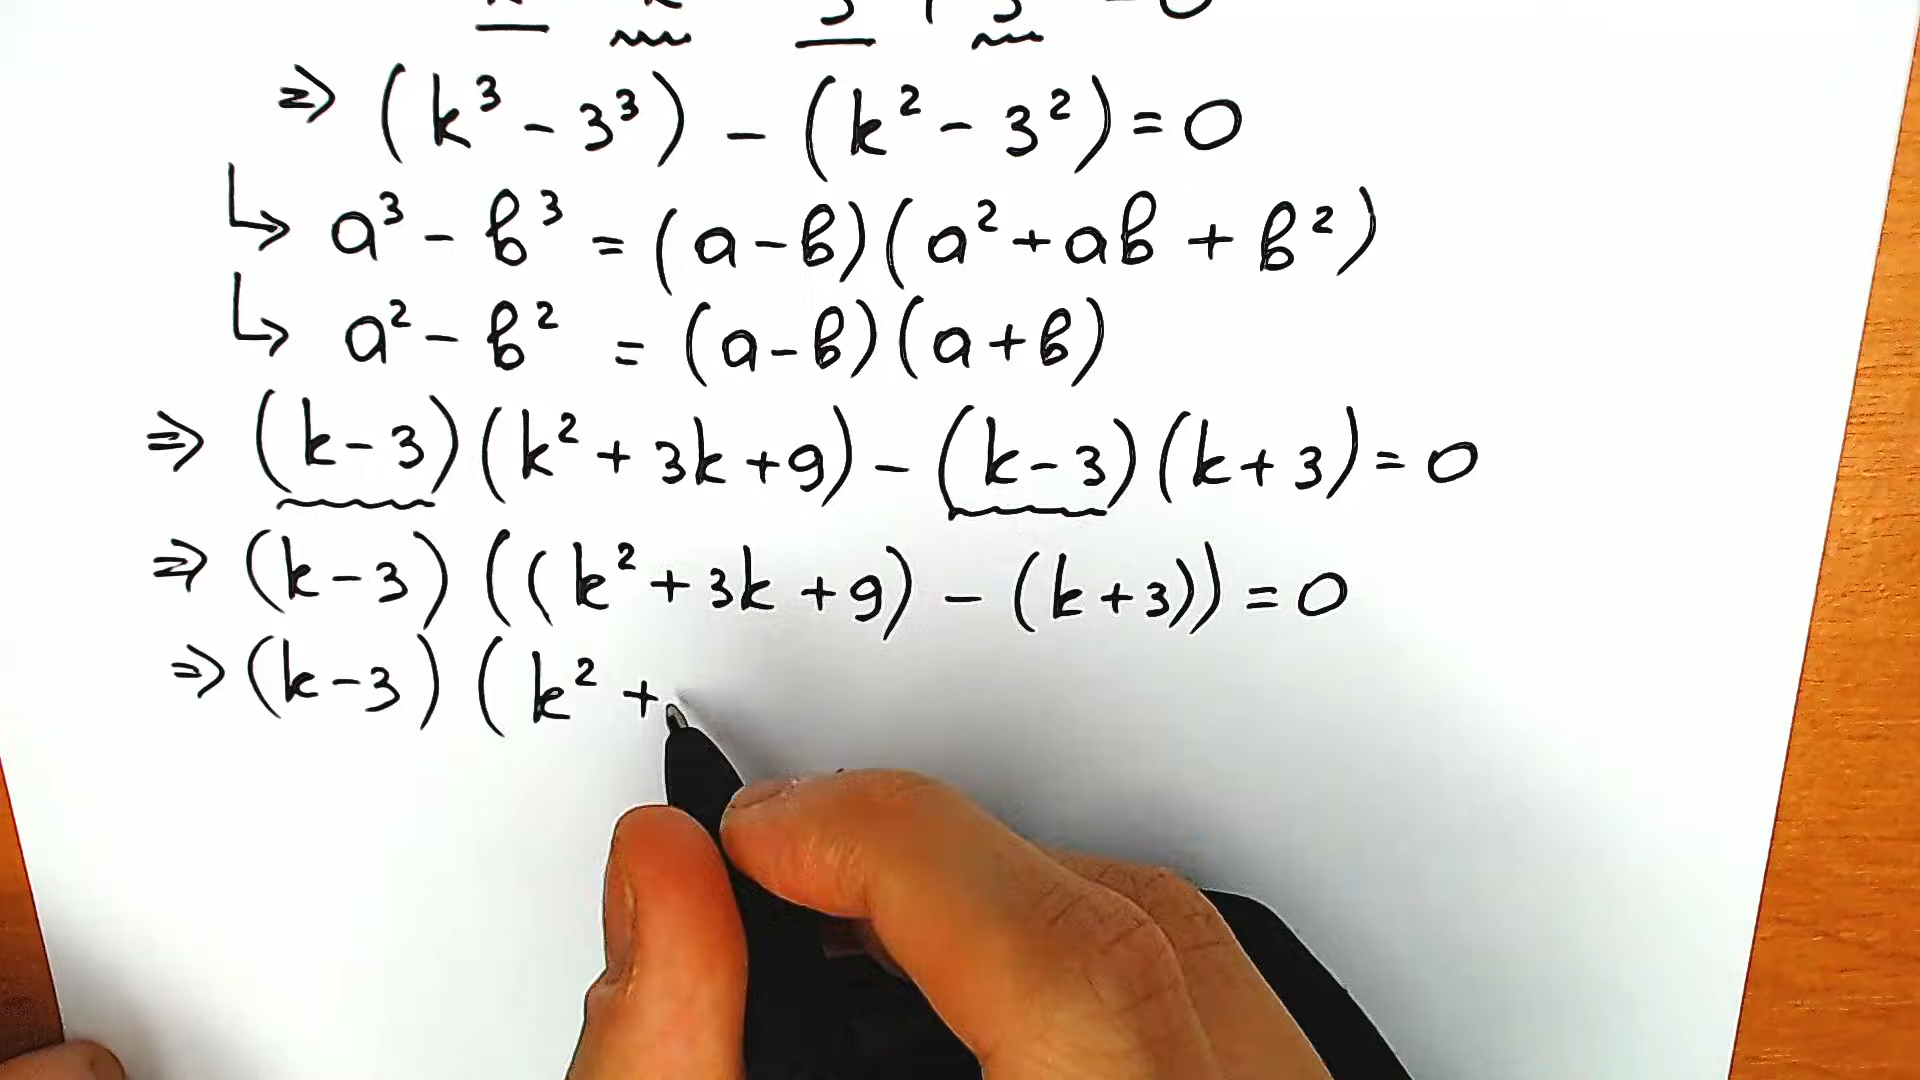 => (k³ - 3³) - (k² - 3²) = 0
↳ a³ - b³ = (a - b)(a² + ab + b²)
↳ a² - b² = (a - b)(a + b)
=> (k - 3)(k² + 3k + 9) - (k - 3)(k + 3) = 0
=> (k - 3)((k² + 3k + 9) - (k + 3)) = 0
=> (k - 3)(k² +